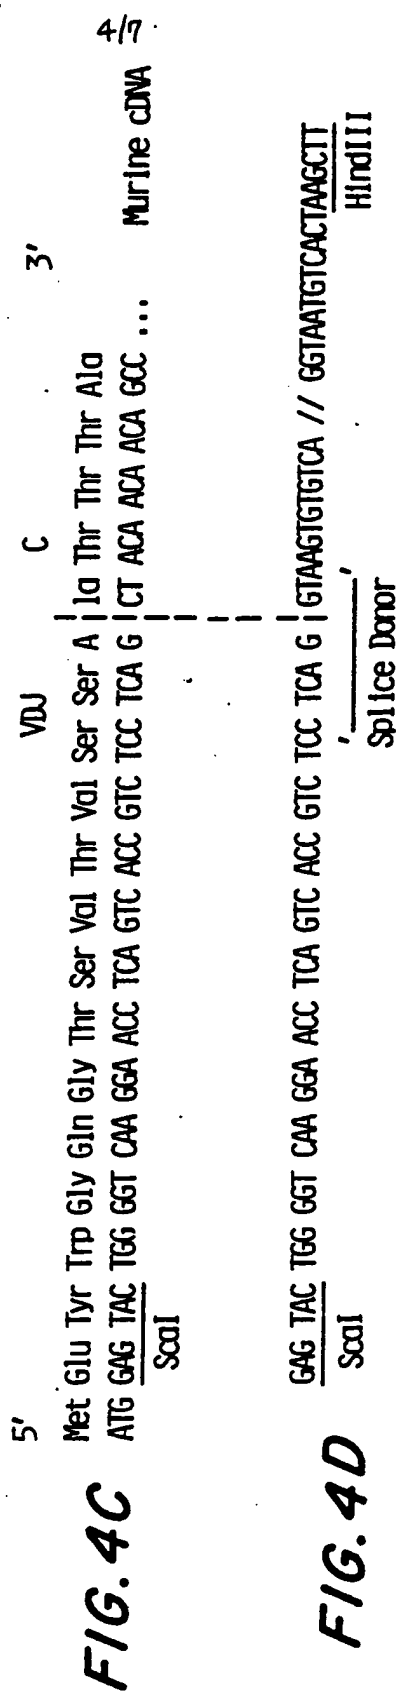 4/7
5' VDJ C 3'
Met Glu Tyr Trp Gly Gln Gly Thr Ser Val Thr Val Ser Ser A la Thr Thr Thr Ala
ATG GAG TAC TGG GGT CAA GGA ACC TCA GTC ACC GTC TCC TCA G CT ACA ACA ACA GCC ... Murine cDNA
ScaI
FIG. 4C
GAG TAC TGG GGT CAA GGA ACC TCA GTC ACC GTC TCC TCA G GTAAGTGTGTCA // GGTAATGTCACTAAGCTT
ScaI ' ' HindIII
Splice Donor
FIG. 4D